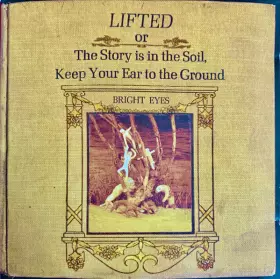 LIFTED
or
The Story is in the Soil,
Keep Your Ear to the Ground
BRIGHT EYES